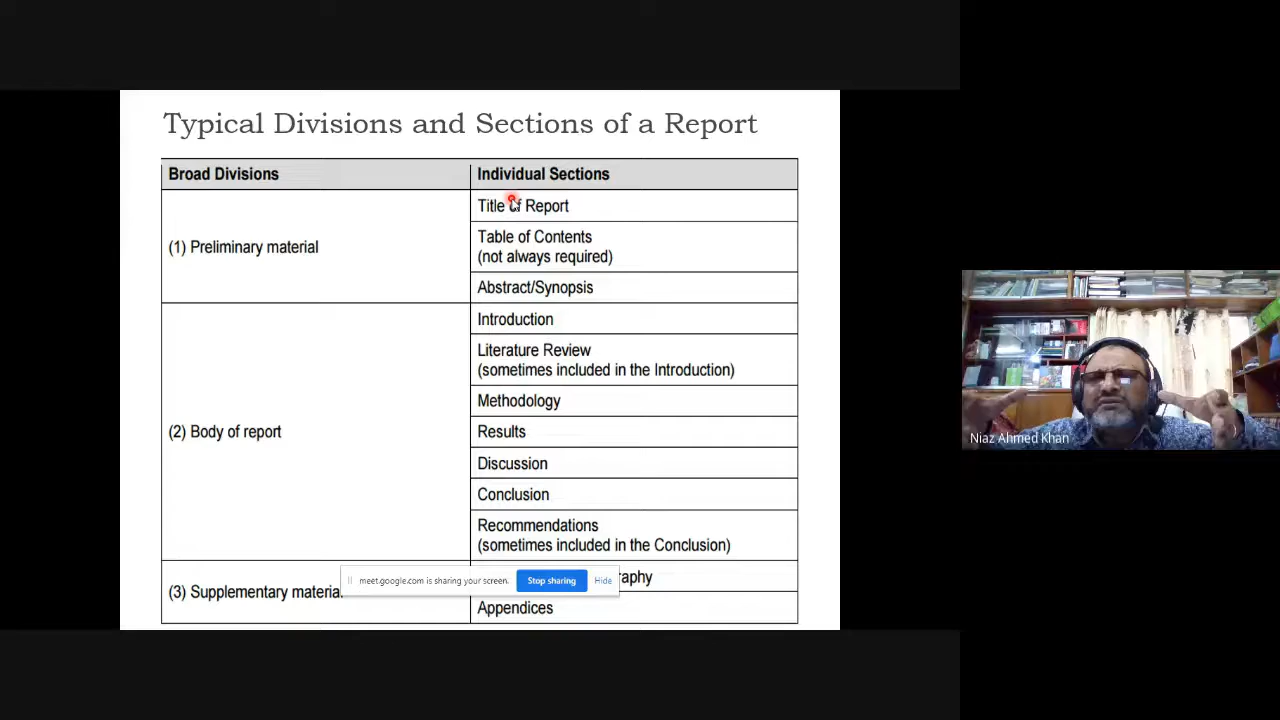 Typical Divisions and Sections of a Report
Broad Divisions
Individual Sections
(1) Preliminary material
Title of Report
Table of Contents
(not always required)
Abstract/Synopsis
(2) Body of report
Introduction
Literature Review
(sometimes included in the Introduction)
Methodology
Results
Discussion
Conclusion
Recommendations
(sometimes included in the Conclusion)
(3) Supplementary
Appendices
meet.google.com is sharing your screen.
Stop sharing
Hide
Niaz Ahmed Khan